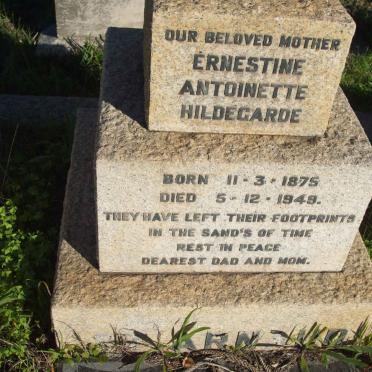 OUR BELOVED MOTHER
ERNESTINE
ANTOINETTE
HILDEGARDE
BORN 11-3-1875
DIED 5-12-1949.
THEY HAVE LEFT THEIR FOOTPRINTS
IN THE SAND'S OF TIME
REST IN PEACE
DEAREST DAD AND MOM.